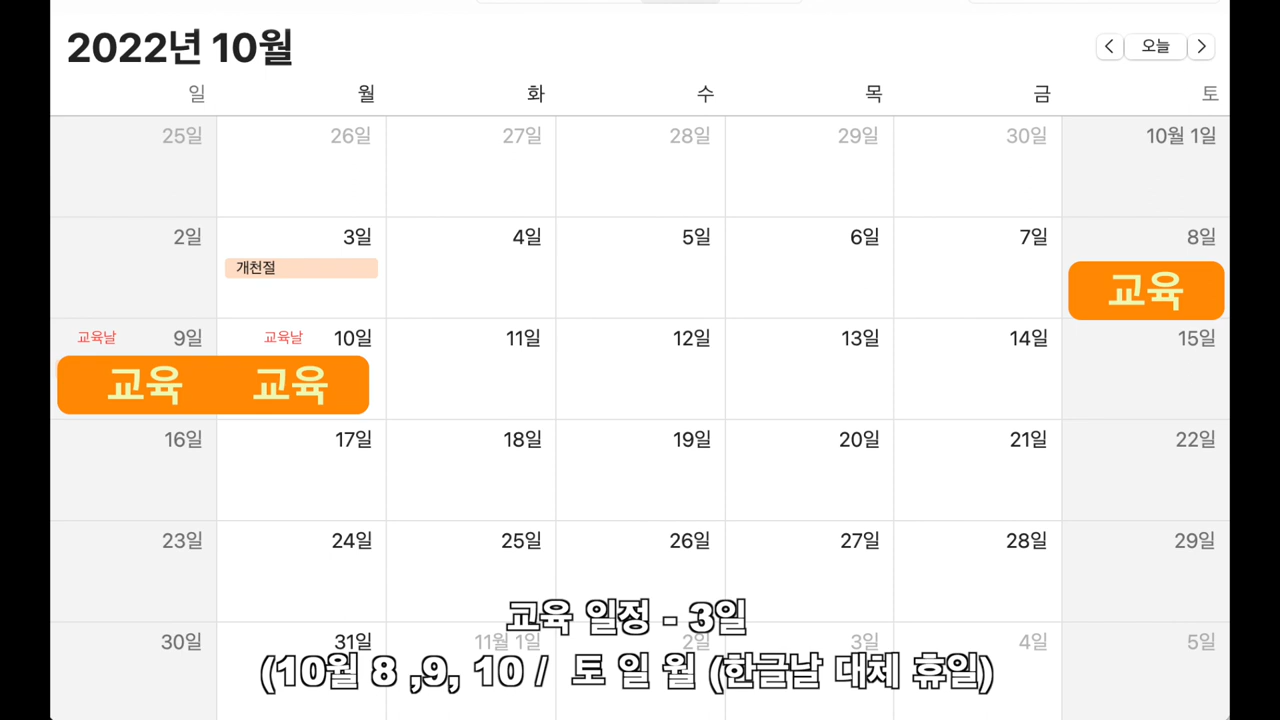 2022년 10월
오늘
일 월 화 수 목 금 토
25일 26일 27일 28일 29일 30일 10월 1일
2일 3일 4일 5일 6일 7일 8일
개천절
교육
교육날 9일 교육날 10일 11일 12일 13일 14일 15일
교육 교육
16일 17일 18일 19일 20일 21일 22일
23일 24일 25일 26일 27일 28일 29일
교육 일정 - 3일
30일 31일 11월 1일 2일 3일 4일 5일
(10월 8 ,9, 10 / 토 일 월 (한글날 대체 휴일)